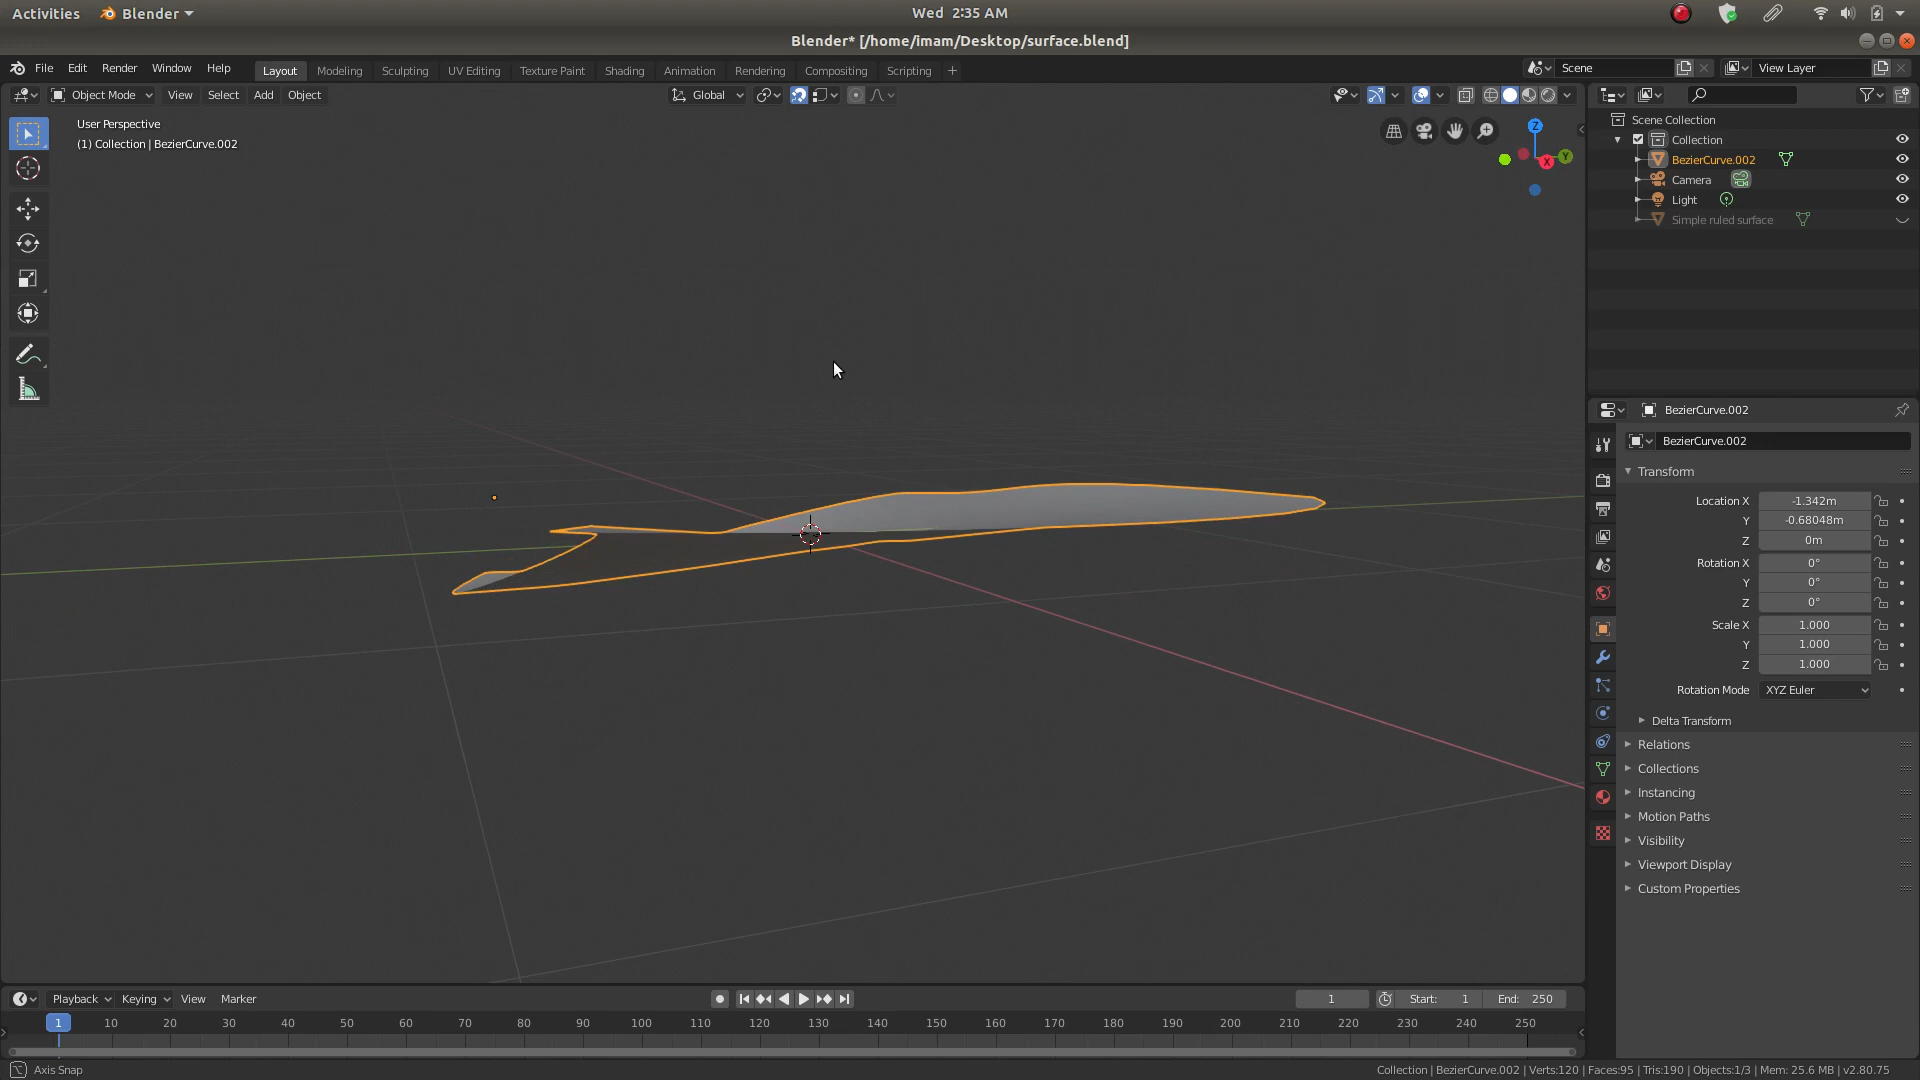 Activities Blender Wed 2:35 AM
Blender* [/home/imam/Desktop/surface.blend]
File Edit Render Window Help Layout Modeling Sculpting UV Editing Texture Paint Shading Animation Rendering Compositing Scripting + Scene View Layer
Object Mode View Select Add Object Global
User Perspective
(1) Collection | BezierCurve.002
Z
X Y
Scene Collection
Collection
BezierCurve.002
Camera
Light
Simple ruled surface
BezierCurve.002
BezierCurve.002
Transform
Location X -1.342m
Y -0.68048m
Z 0m
Rotation X 0°
Y 0°
Z 0°
Scale X 1.000
Y 1.000
Z 1.000
Rotation Mode XYZ Euler
Delta Transform
Relations
Collections
Instancing
Motion Paths
Visibility
Viewport Display
Custom Properties
Playback Keying View Marker 1 Start: 1 End: 250
1 10 20 30 40 50 60 70 80 90 100 110 120 130 140 150 160 170 180 190 200 210 220 230 240 250
Axis Snap Collection | BezierCurve.002 | Verts:120 | Faces:95 | Tris:190 | Objects:1/3 | Mem: 25.6 MB | v2.80.75